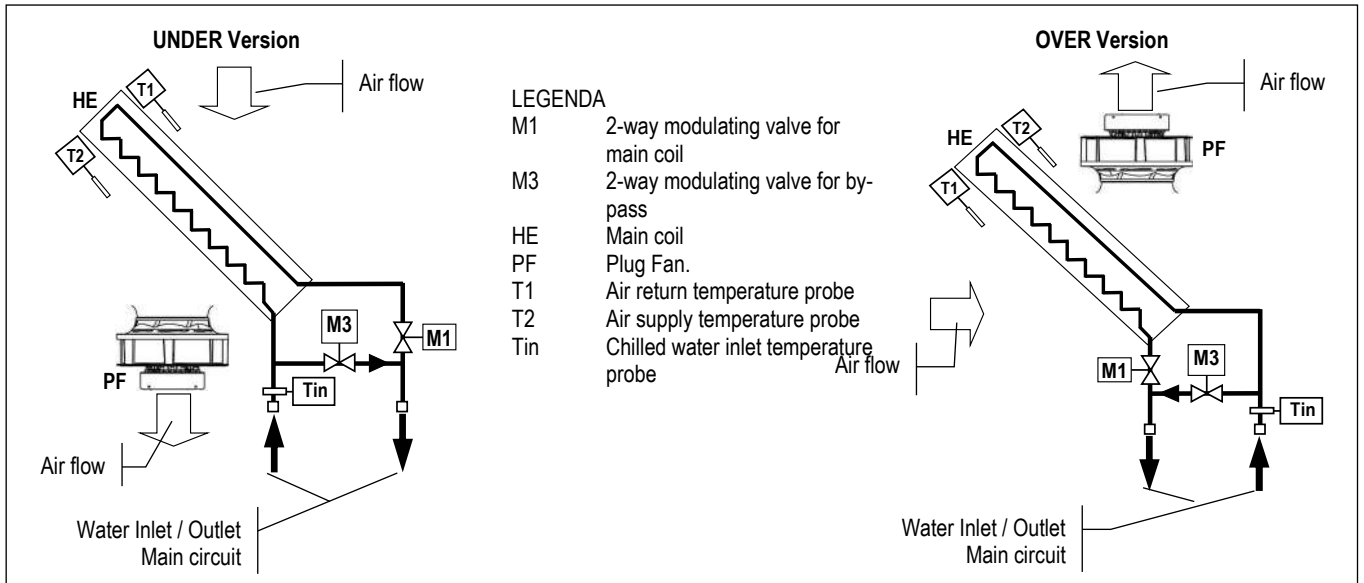 UNDER Version
Air flow
T1
HE
T2
M3
M1
PF
Tin
Air flow
Water Inlet / Outlet
Main circuit
LEGENDA
M1 2-way modulating valve for
main coil
M3 2-way modulating valve for by-
pass
HE Main coil
PF Plug Fan.
T1 Air return temperature probe
T2 Air supply temperature probe
Tin Chilled water inlet temperature
probe
OVER Version
Air flow
T2
HE
PF
T1
Air flow
M1
M3
Tin
Water Inlet / Outlet
Main circuit